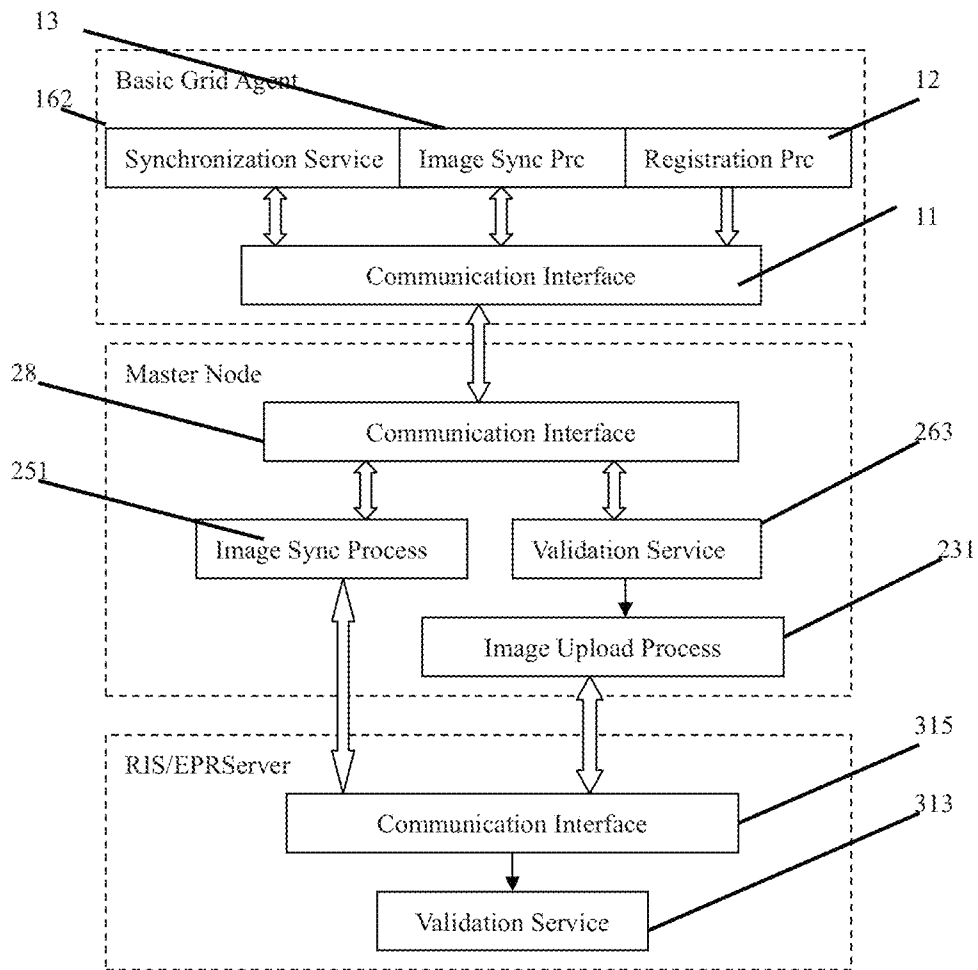 13
Basic Grid Agent
162
12
Synchronization Service
Image Sync Prc
Registration Prc
11
Communication Interface
Master Node
28
Communication Interface
263
251
Image Sync Process
Validation Service
231
Image Upload Process
315
RIS/EPRServer
313
Communication Interface
Validation Service